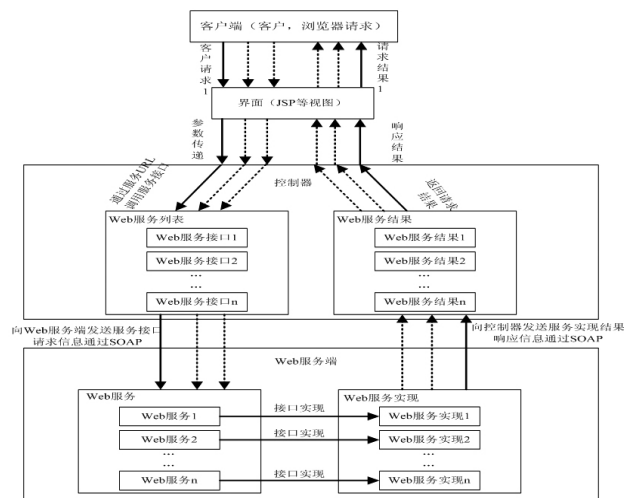 客户端（客户，浏览器请求）
客户请求1
请求结果1
界面（JSP等视图）
参数传递
响应结果
控制器
通过服务URL
调用服务接口
返回请求
结果
Web服务列表
Web服务接口1
Web服务接口2
...
...
Web服务接口n
Web服务结果
Web服务结果1
Web服务结果2
...
...
Web服务结果n
向Web服务端发送服务接口
请求信息通过SOAP
向控制器发送服务实现结果
响应信息通过SOAP
Web服务端
Web服务
Web服务1
Web服务2
...
...
Web服务n
接口实现
接口实现
接口实现
Web服务实现
Web服务实现1
Web服务实现2
...
...
Web服务实现n